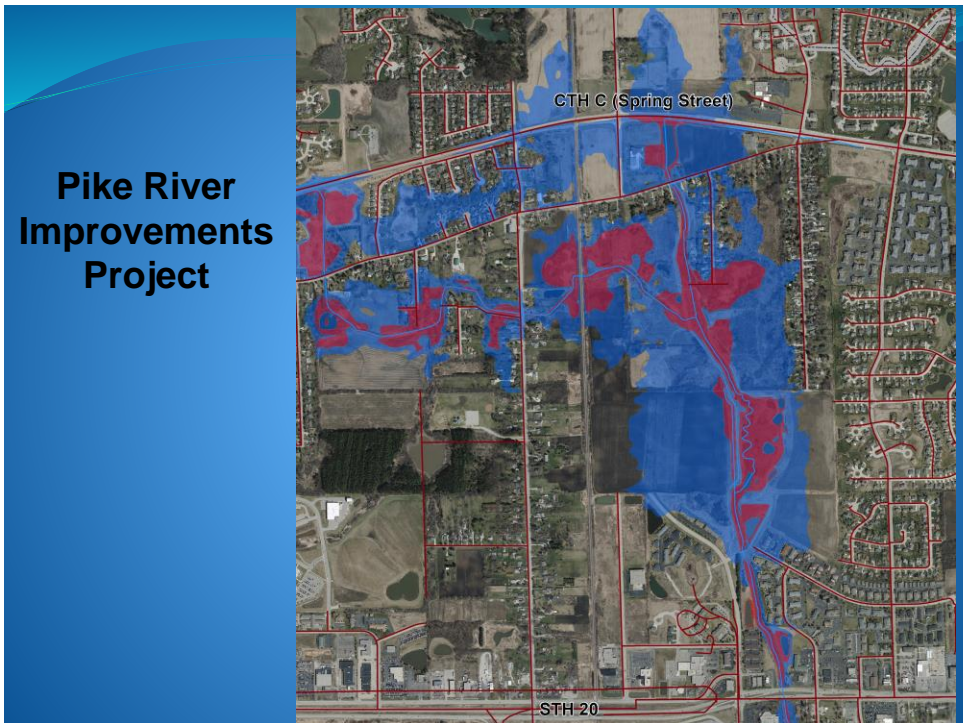 Pike River
Improvements
Project
CTH C (Spring Street)
STH 20